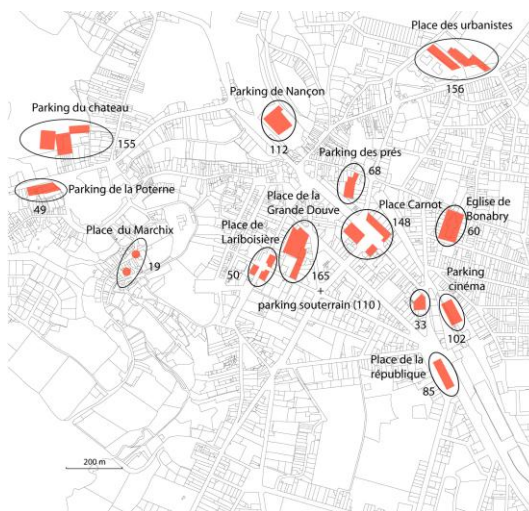 Place des urbanistes
156
Parking de Nançon
112
Parking du chateau
155
Parking des prés
68
Parking de la Poterne
49
Place de la
Grande Douve
165
+
parking souterrain (110)
Place Carnot
148
Eglise de
Bonabry
60
Place du Marchix
19
Place de
Lariboisière
50
Parking
cinéma
33
102
Place de la
république
85
200 m